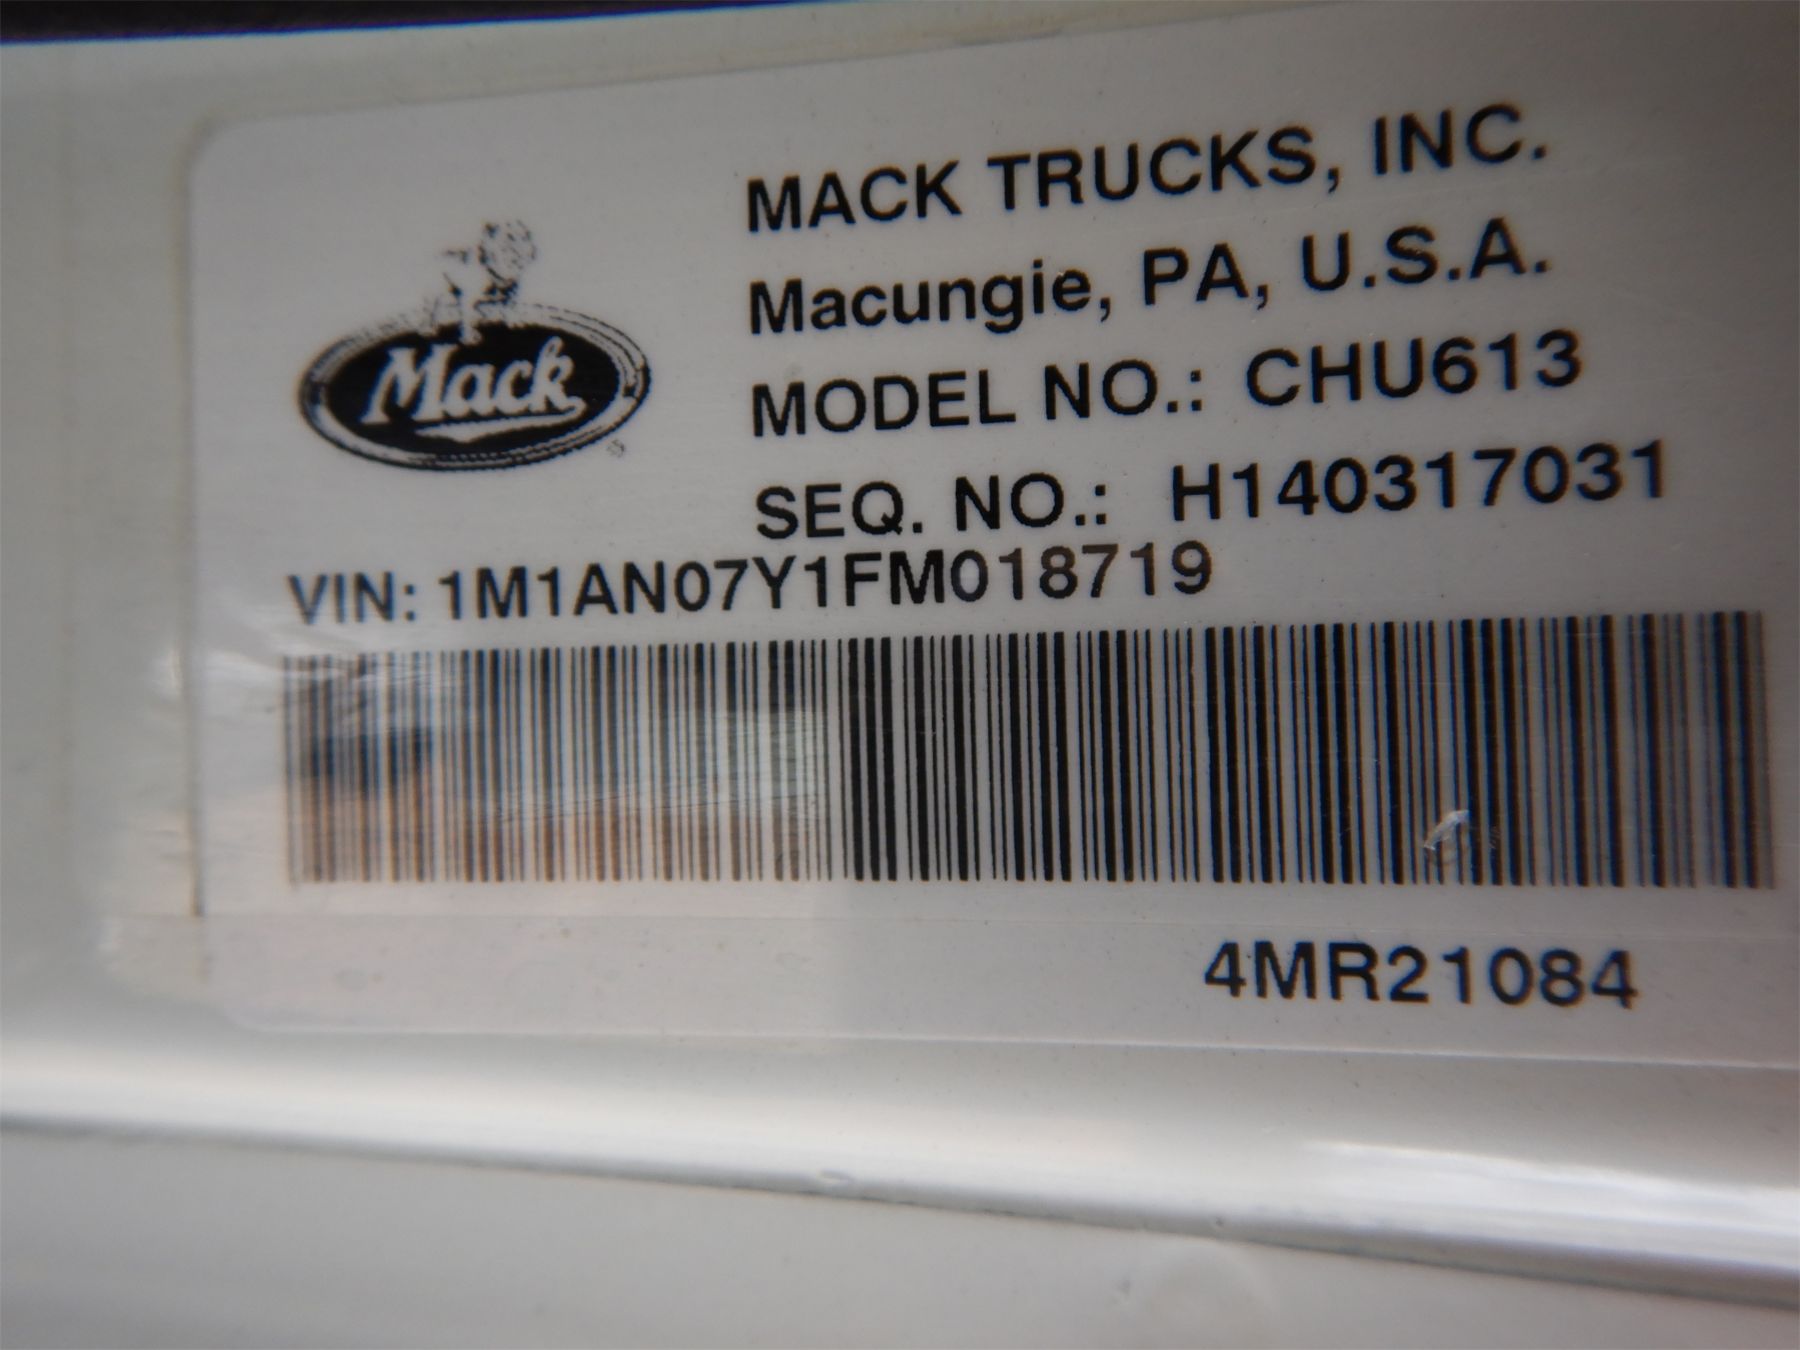 MACK TRUCKS, INC.
Macungie, PA, U.S.A.
Mack
®
MODEL NO.: CHU613
SEQ. NO.: H140317031
VIN: 1M1AN07Y1FM018719
4MR21084